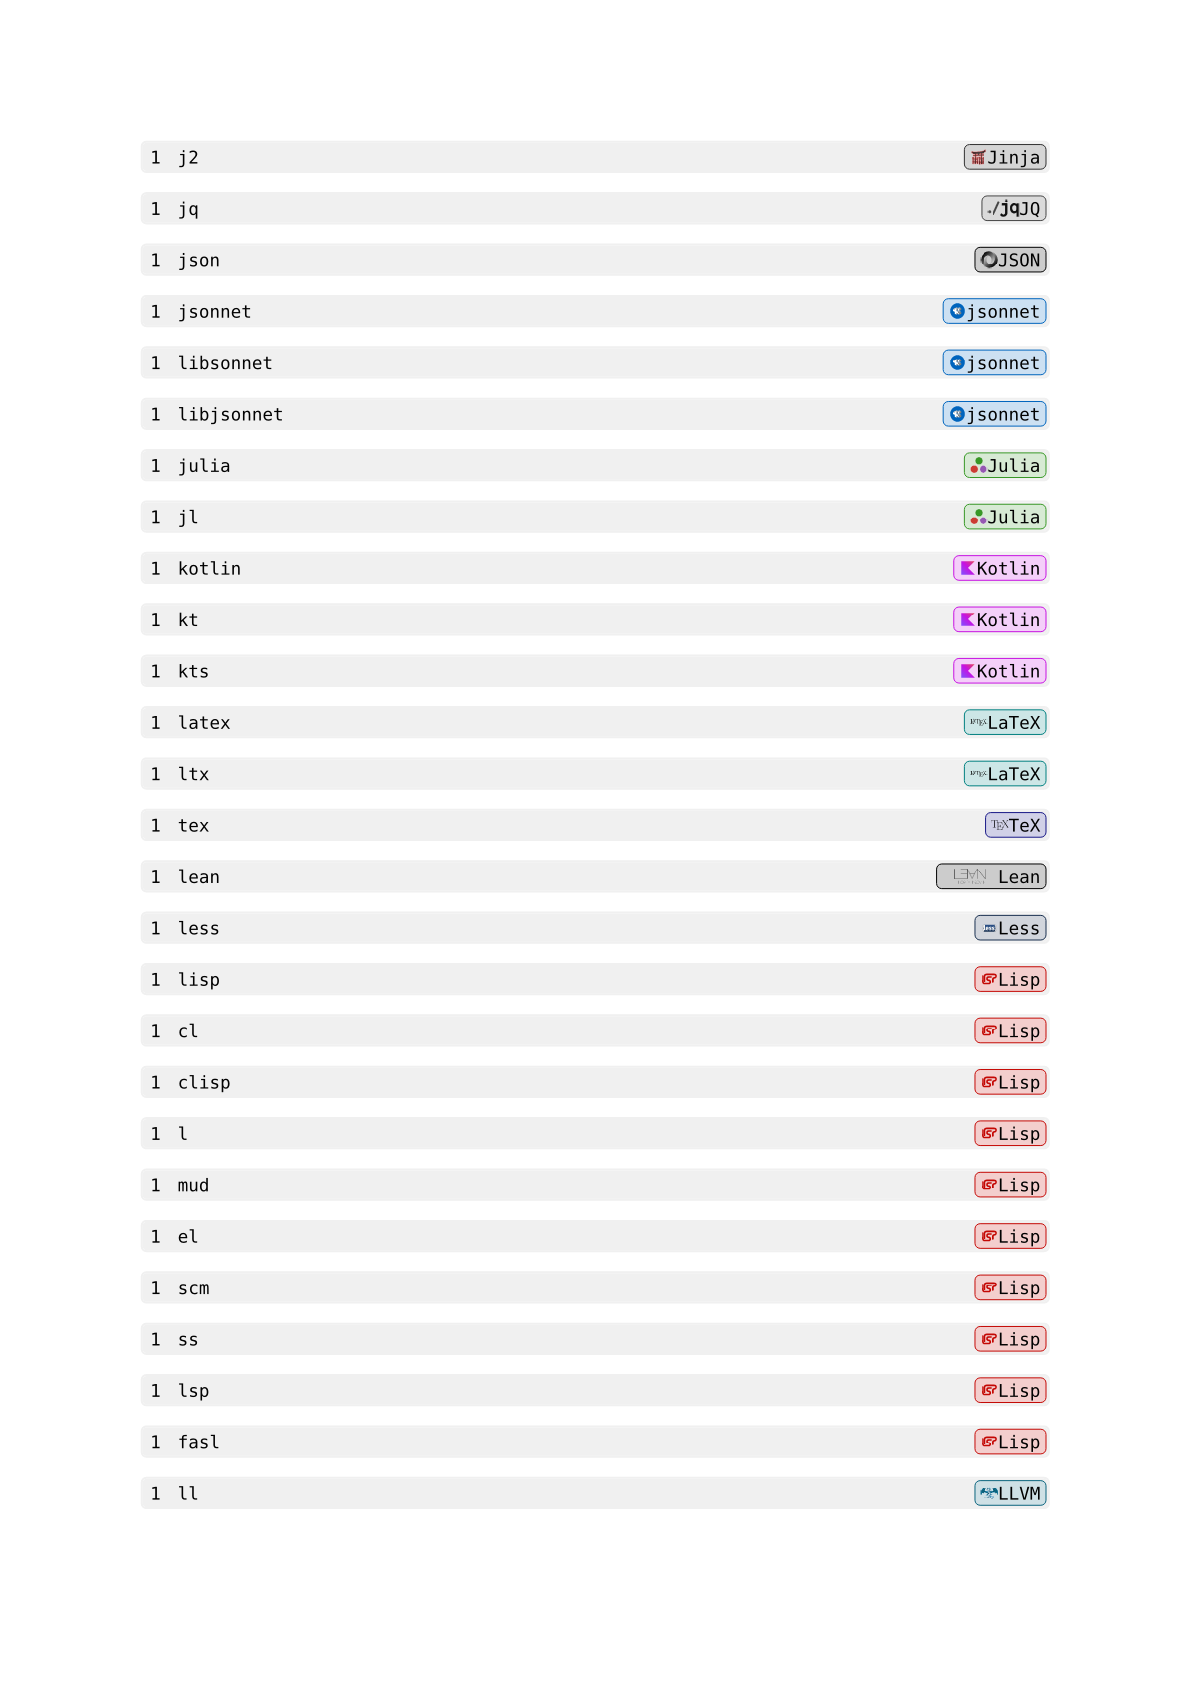 1 j2 Jinja
1 jq ./jq JQ
1 json JSON
1 jsonnet jsonnet
1 libsonnet jsonnet
1 libjsonnet jsonnet
1 julia Julia
1 jl Julia
1 kotlin Kotlin
1 kt Kotlin
1 kts Kotlin
1 latex LATEX LaTeX
1 ltx LATEX LaTeX
1 tex TEX TeX
1 lean LEAN Lean
1 less Less
1 lisp Lisp
1 cl Lisp
1 clisp Lisp
1 l Lisp
1 mud Lisp
1 el Lisp
1 scm Lisp
1 ss Lisp
1 lsp Lisp
1 fasl Lisp
1 ll LLVM